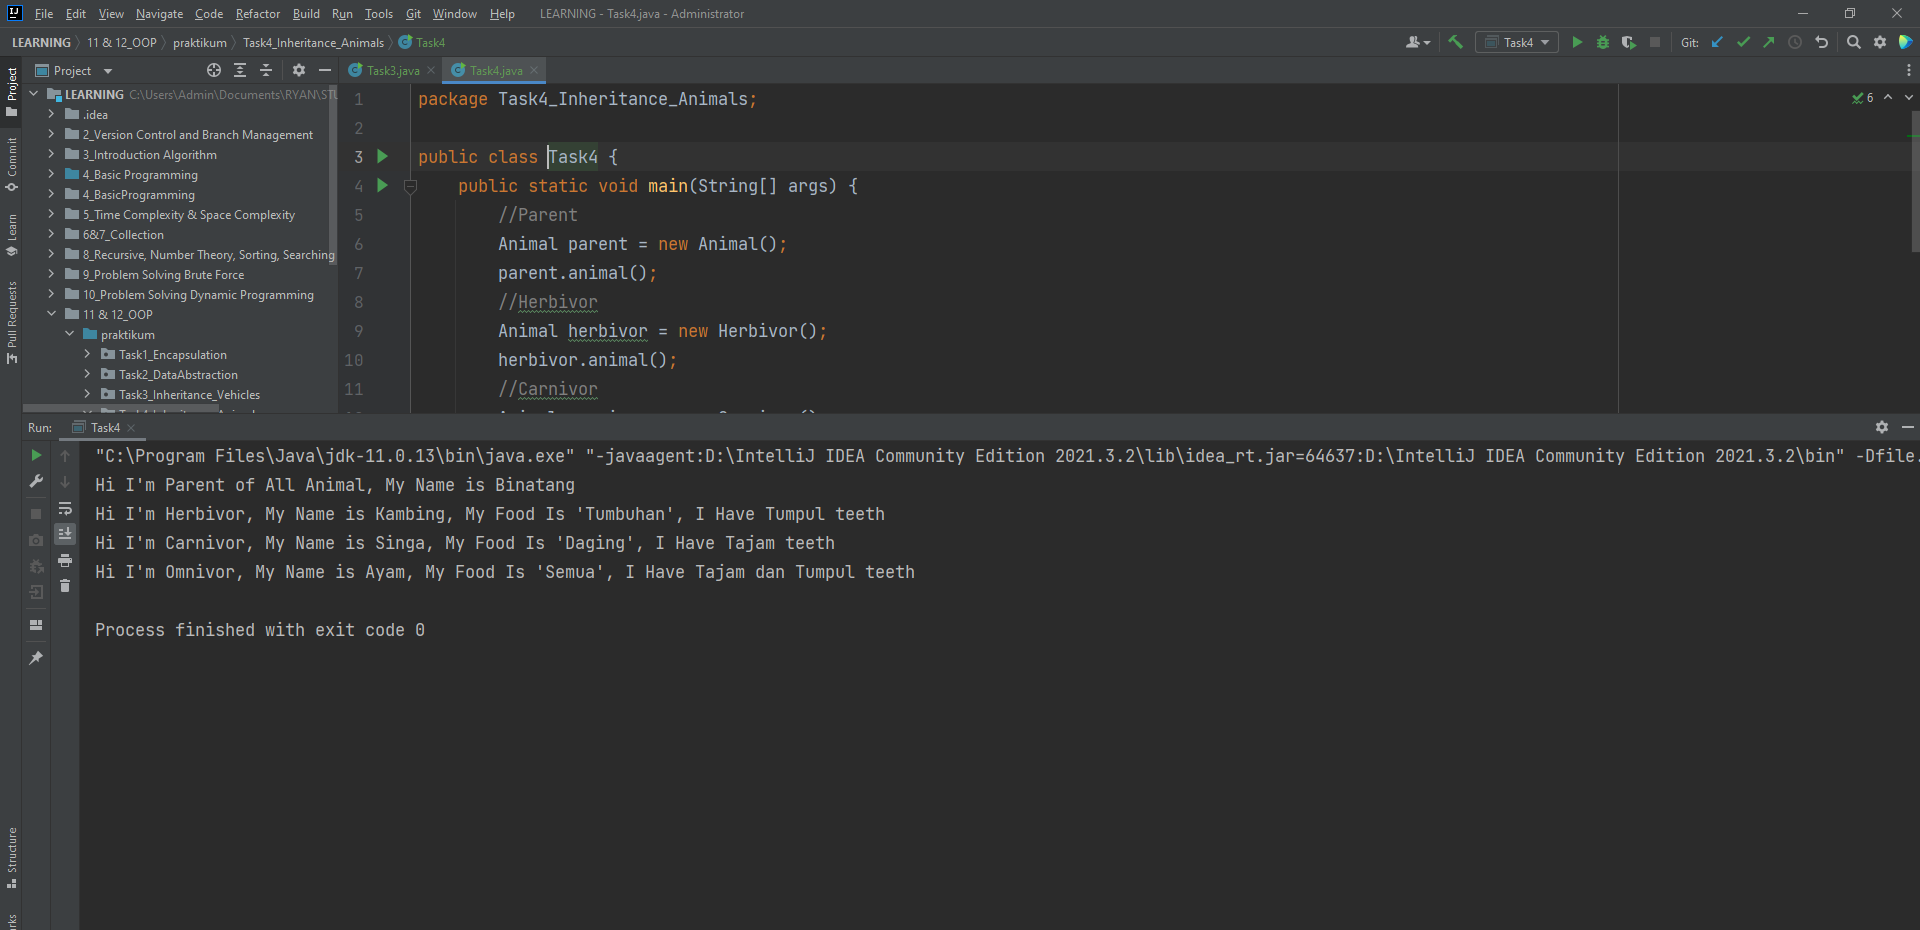 File Edit View Navigate Code Refactor Build Run Tools Git Window Help LEARNING - Task4.java - Administrator
LEARNING 11 & 12_OOP praktikum Task4_Inheritance_Animals Task4
Task4 Git:
Project
Task3.java Task4.java
LEARNING C:\Users\Admin\Documents\RYAN\
.idea
2_Version Control and Branch Management
3_Introduction Algorithm
4_Basic Programming
4_BasicProgramming
5_Time Complexity & Space Complexity
6&7_Collection
8_Recursive, Number Theory, Sorting, Searching
9_Problem Solving Brute Force
10_Problem Solving Dynamic Programming
11 & 12_OOP
praktikum
Task1_Encapsulation
Task2_DataAbstraction
Task3_Inheritance_Vehicles
1 package Task4_Inheritance_Animals;
2
3 public class Task4 {
4 public static void main(String[] args) {
5 //Parent
6 Animal parent = new Animal();
7 parent.animal();
8 //Herbivor
9 Animal herbivor = new Herbivor();
10 herbivor.animal();
11 //Carnivor
6
Project
Commit
Learn
Pull Requests
Structure
Run: Task4
"C:\Program Files\Java\jdk-11.0.13\bin\java.exe" "-javaagent:D:\IntelliJ IDEA Community Edition 2021.3.2\lib\idea_rt.jar=64637:D:\IntelliJ IDEA Community Edition 2021.3.2\bin" -Dfile.
Hi I'm Parent of All Animal, My Name is Binatang
Hi I'm Herbivor, My Name is Kambing, My Food Is 'Tumbuhan', I Have Tumpul teeth
Hi I'm Carnivor, My Name is Singa, My Food Is 'Daging', I Have Tajam teeth
Hi I'm Omnivor, My Name is Ayam, My Food Is 'Semua', I Have Tajam dan Tumpul teeth
Process finished with exit code 0